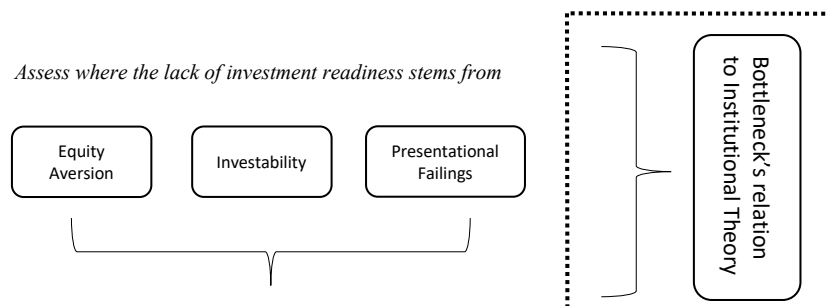 Assess where the lack of investment readiness stems from
Equity
Aversion
Investability
Presentational
Failings
Bottleneck’s relation
to Institutional Theory